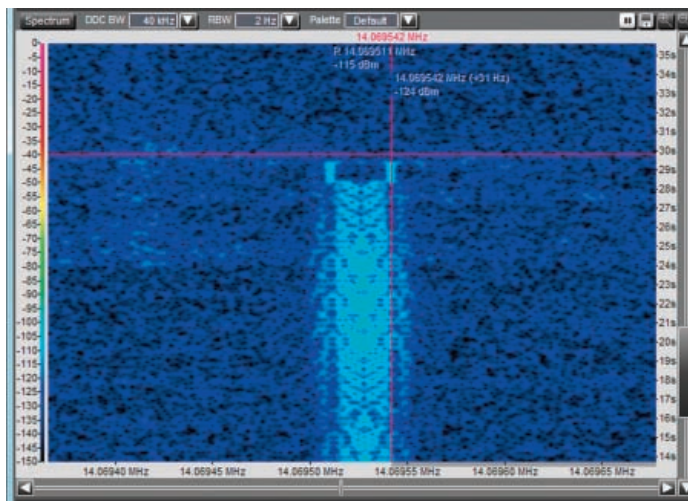 Spectrum DDC BW 40 kHz RBW 2 Hz Palette Default
14.069542 MHz
R 14.069511 MHz
-115 dBm
14.069542 MHz (+31 Hz)
-124 dBm
0
-5
-10
-15
-20
-25
-30
-35
-40
-45
-50
-55
-60
-65
-70
-75
-80
-85
-90
-95
-100
-105
-110
-115
-120
-125
-130
-135
-140
-145
-150
35s
34s
33s
32s
31s
30s
29s
28s
26s
25s
24s
23s
22s
21s
20s
19s
18s
17s
16s
15s
14s
14.06940 MHz 14.06945 MHz 14.06950 MHz 14.06955 MHz 14.06960 MHz 14.06965 MHz